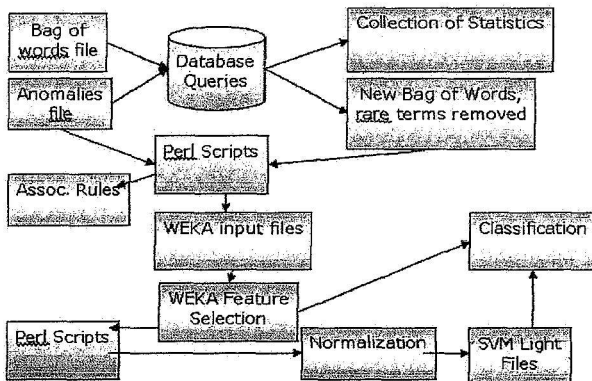 Bag of
words file
Collection of Statistics
Database
Queries
Anomalies
file
New Bag of Words,
rare terms removed
Perl Scripts
Assoc. Rules
WEKA input files
Classification
WEKA Feature
Selection
Perl Scripts
Normalization
SVM Light
Files